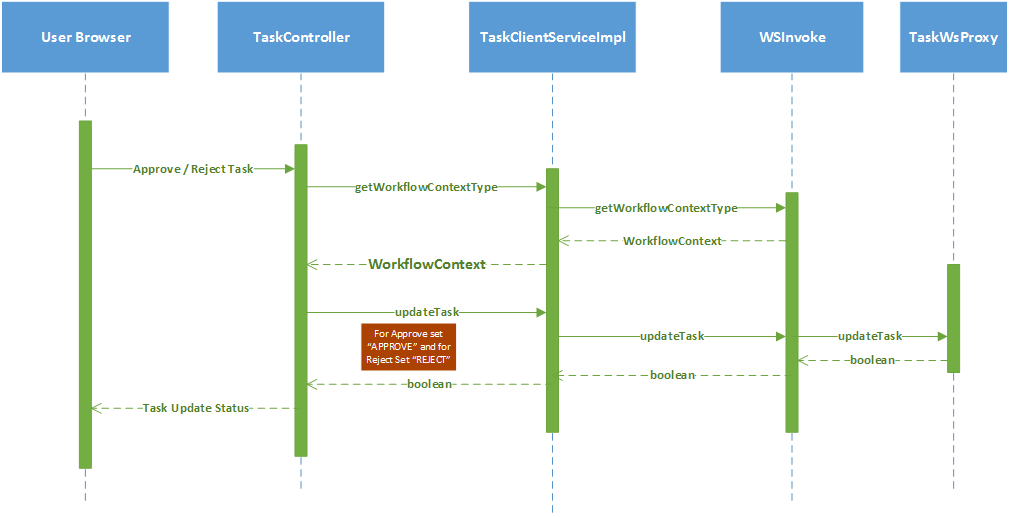 User Browser
TaskController
TaskClientServiceImpl
WSInvoke
TaskWsProxy
Approve / Reject Task
getWorkflowContextType
getWorkflowContextType
WorkflowContext
WorkflowContext
updateTask
For Approve set
“APPROVE” and for
Reject Set “REJECT”
updateTask
updateTask
boolean
boolean
boolean
Task Update Status